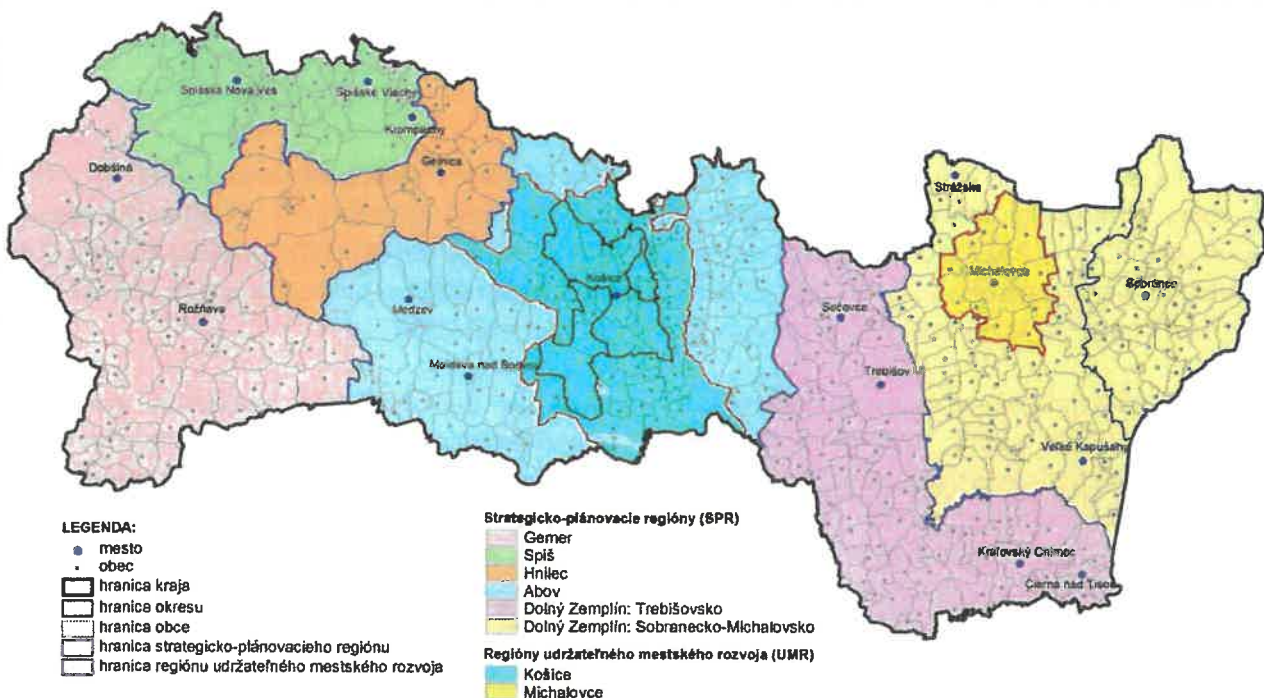 Spišská Nová Ves
Spišské Vlachy
Krompachy
Gelnica
Dobšiná
Rožňava
Medzev
Moldava nad Bodvou
Košice
Strážske
Michalovce
Sobrance
Sečovce
Trebišov
Veľké Kapušany
Kráľovský Chlmec
Čierna nad Tisou
LEGENDA:
mesto
obec
hranica kraja
hranica okresu
hranica obce
hranica strategicko-plánovacieho regiónu
hranica regiónu udržateľného mestského rozvoja
Strategicko-plánovacie regióny (SPR)
Gemer
Spiš
Hnilec
Abov
Dolný Zemplín: Trebišovsko
Dolný Zemplín: Sobranecko-Michalovsko
Regióny udržateľného mestského rozvoja (UMR)
Košice
Michalovce